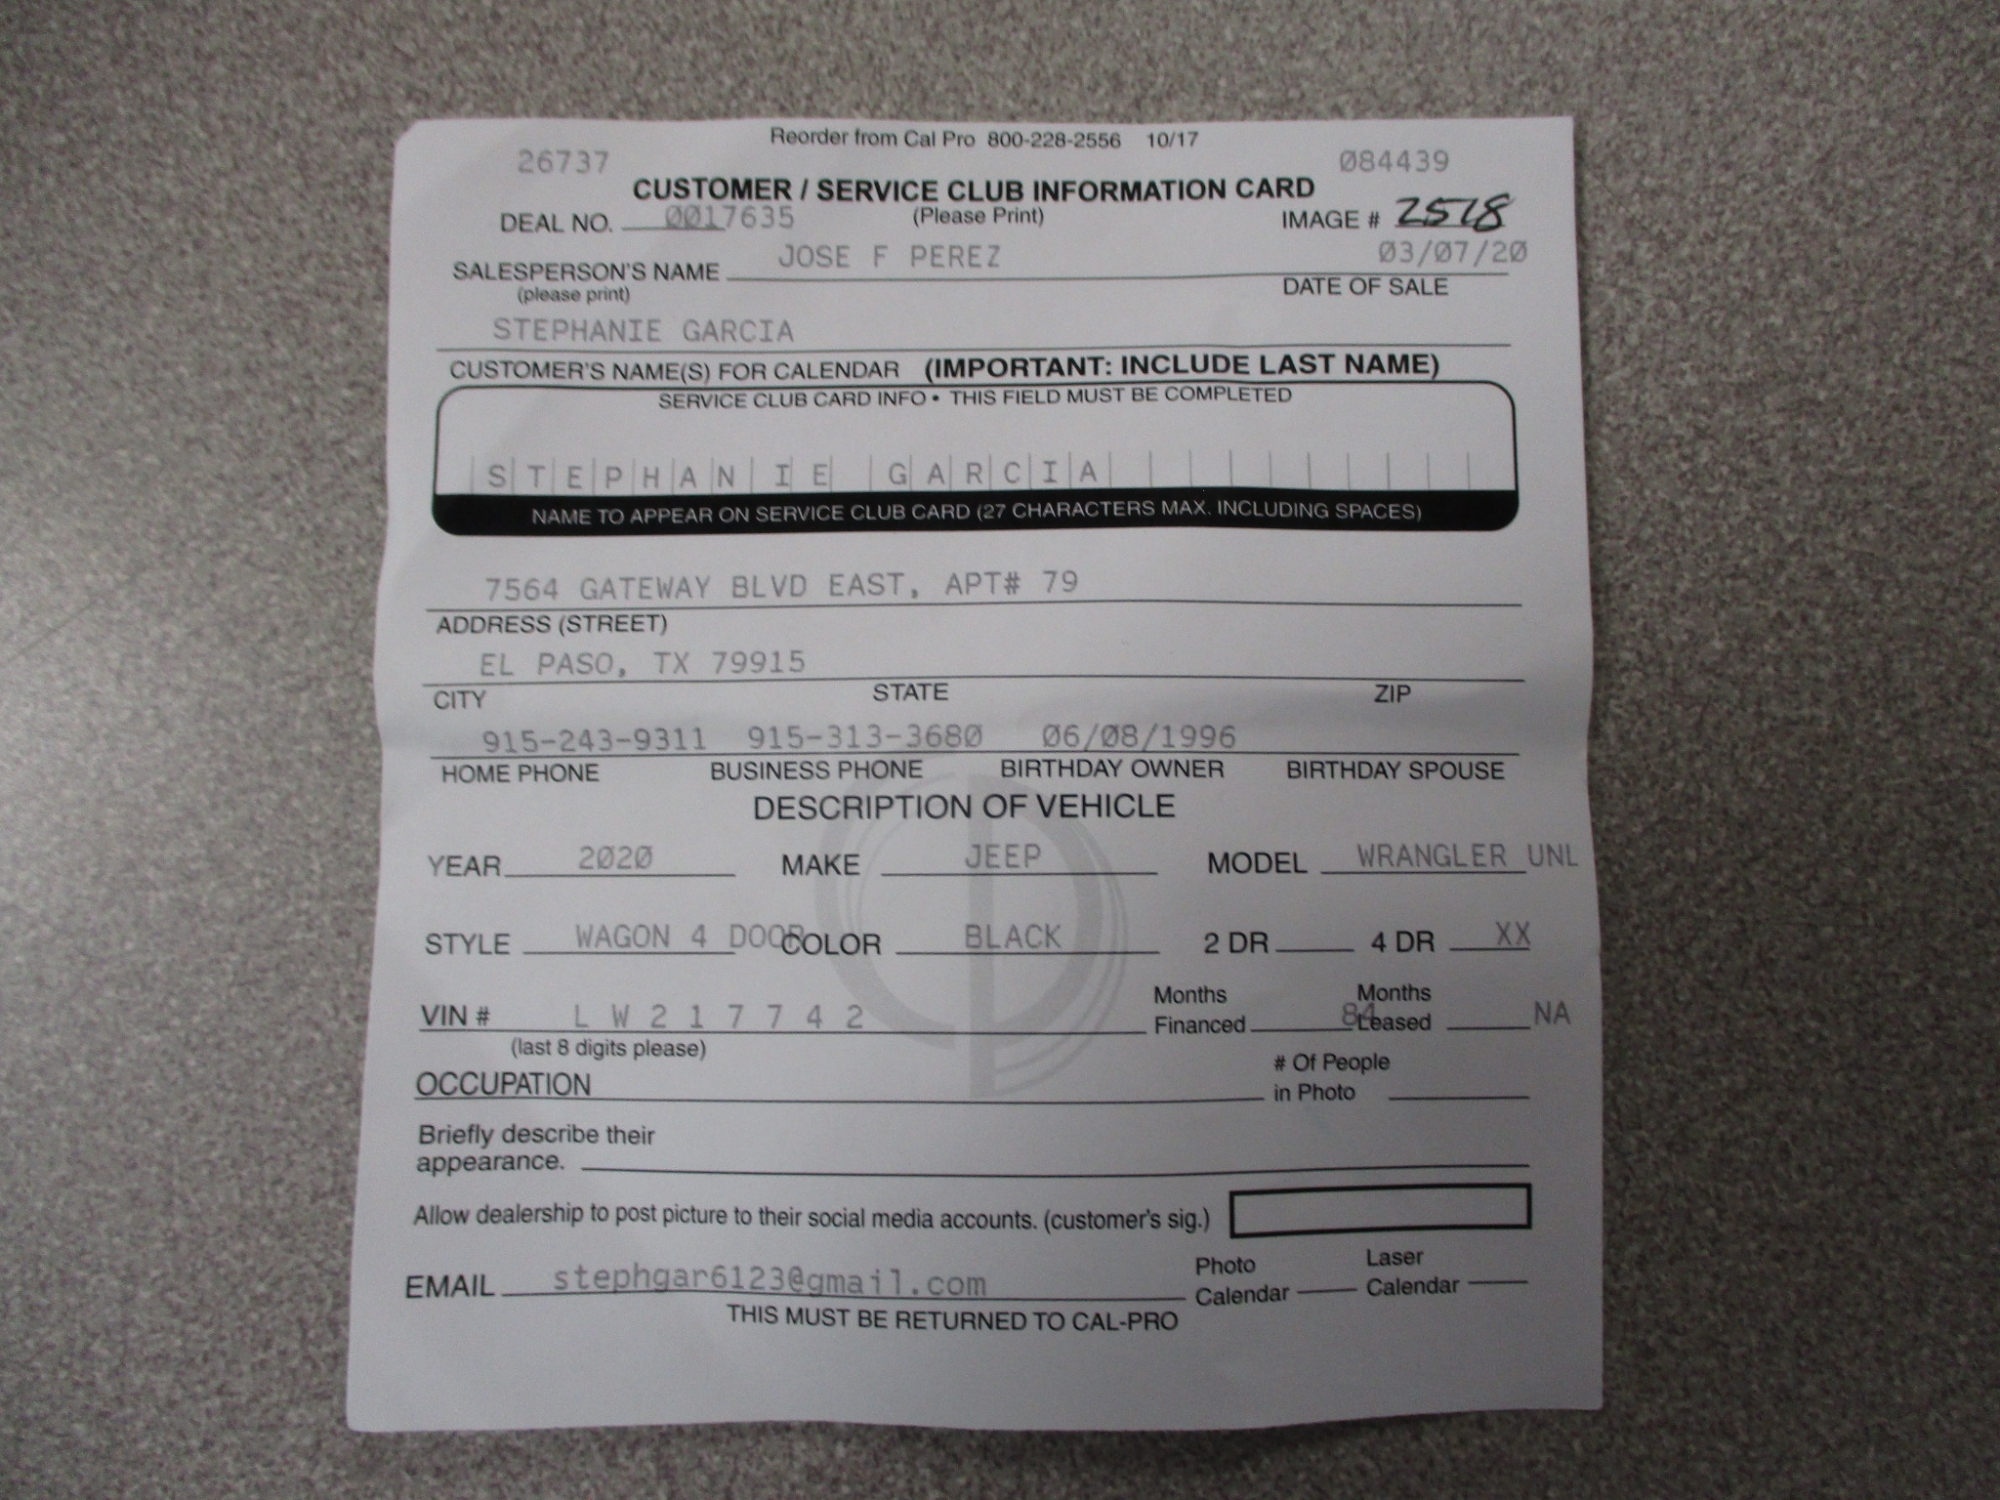 Reorder from Cal Pro 800-228-2556 10/17
26737 084439
CUSTOMER / SERVICE CLUB INFORMATION CARD
DEAL NO. 0017635 (Please Print) IMAGE # 2518
JOSE F PEREZ 03/07/20
SALESPERSON'S NAME DATE OF SALE
(please print)
STEPHANIE GARCIA
CUSTOMER'S NAME(S) FOR CALENDAR (IMPORTANT: INCLUDE LAST NAME)
SERVICE CLUB CARD INFO • THIS FIELD MUST BE COMPLETED
STEPHANIE GARCIA
NAME TO APPEAR ON SERVICE CLUB CARD (27 CHARACTERS MAX. INCLUDING SPACES)
7564 GATEWAY BLVD EAST, APT# 79
ADDRESS (STREET)
EL PASO, TX 79915
CITY STATE ZIP
915-243-9311 915-313-3680 06/08/1996
HOME PHONE BUSINESS PHONE BIRTHDAY OWNER BIRTHDAY SPOUSE
DESCRIPTION OF VEHICLE
YEAR 2020 MAKE JEEP MODEL WRANGLER UNL
STYLE WAGON 4 DOOR COLOR BLACK 2 DR 4 DR XX
VIN # L W 2 1 7 7 4 2 Months Financed 84 Months Leased NA
(last 8 digits please)
OCCUPATION # Of People in Photo
Briefly describe their
appearance.
Allow dealership to post picture to their social media accounts. (customer's sig.)
EMAIL stephgar6123@gmail.com Photo Calendar Laser Calendar
THIS MUST BE RETURNED TO CAL-PRO